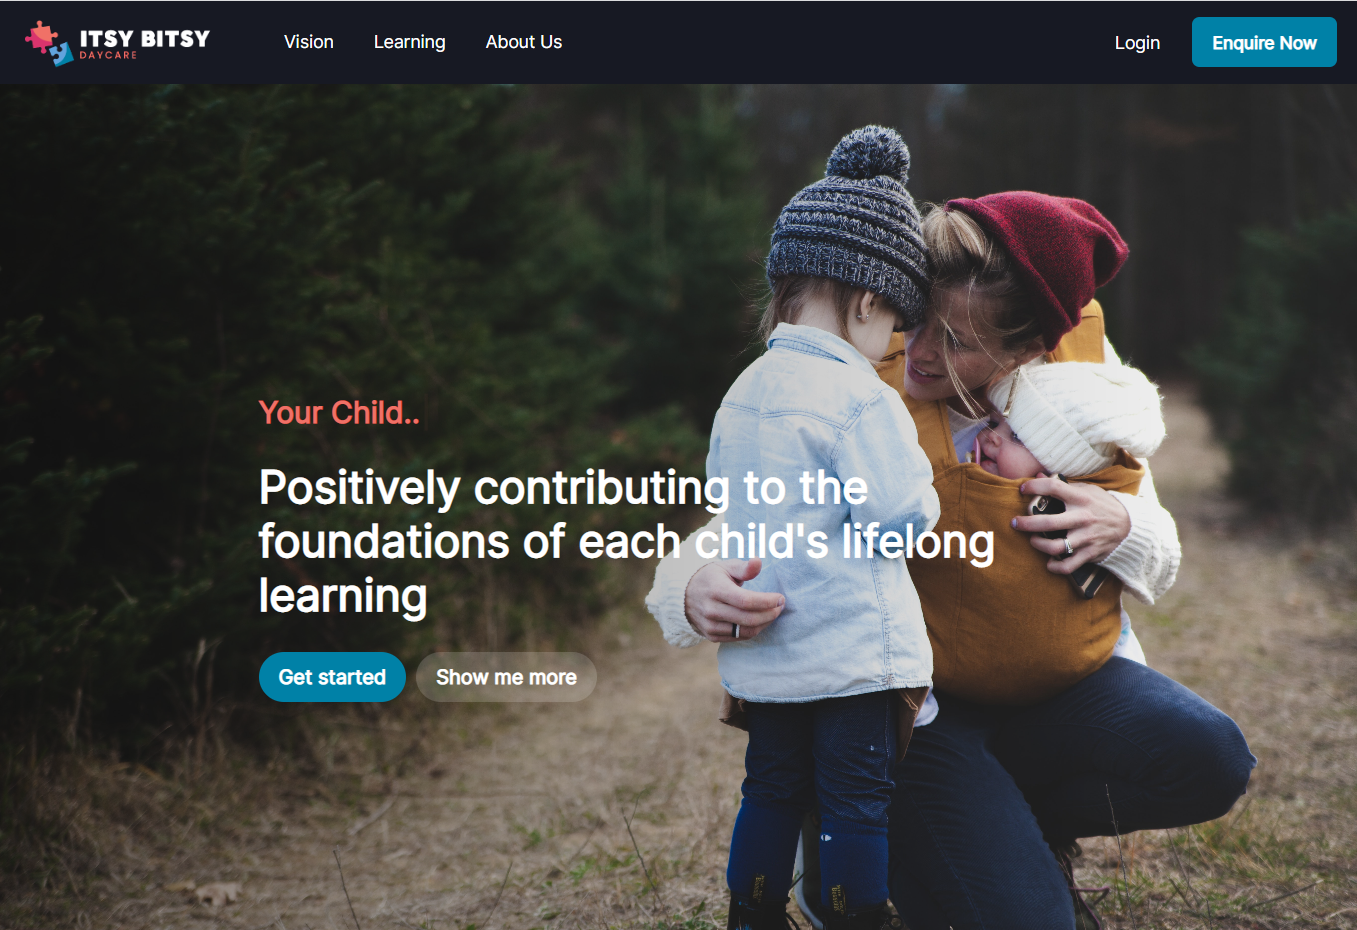 ITSY BITSY
DAYCARE
Vision
Learning
About Us
Login
Enquire Now
Your Child..
Positively contributing to the
foundations of each child's lifelong
learning
Get started
Show me more